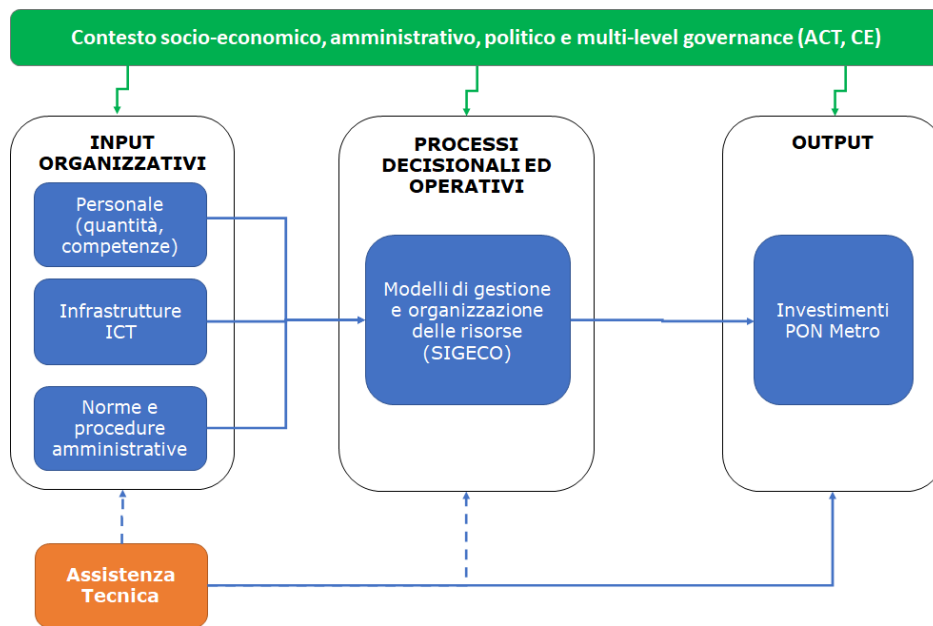 Contesto socio-economico, amministrativo, politico e multi-level governance (ACT, CE)
INPUT
ORGANIZZATIVI
Personale
(quantità,
competenze)
Infrastrutture
ICT
Norme e
procedure
amministrative
PROCESSI
DECISIONALI ED
OPERATIVI
Modelli di gestione
e organizzazione
delle risorse
(SIGECO)
OUTPUT
Investimenti
PON Metro
Assistenza
Tecnica